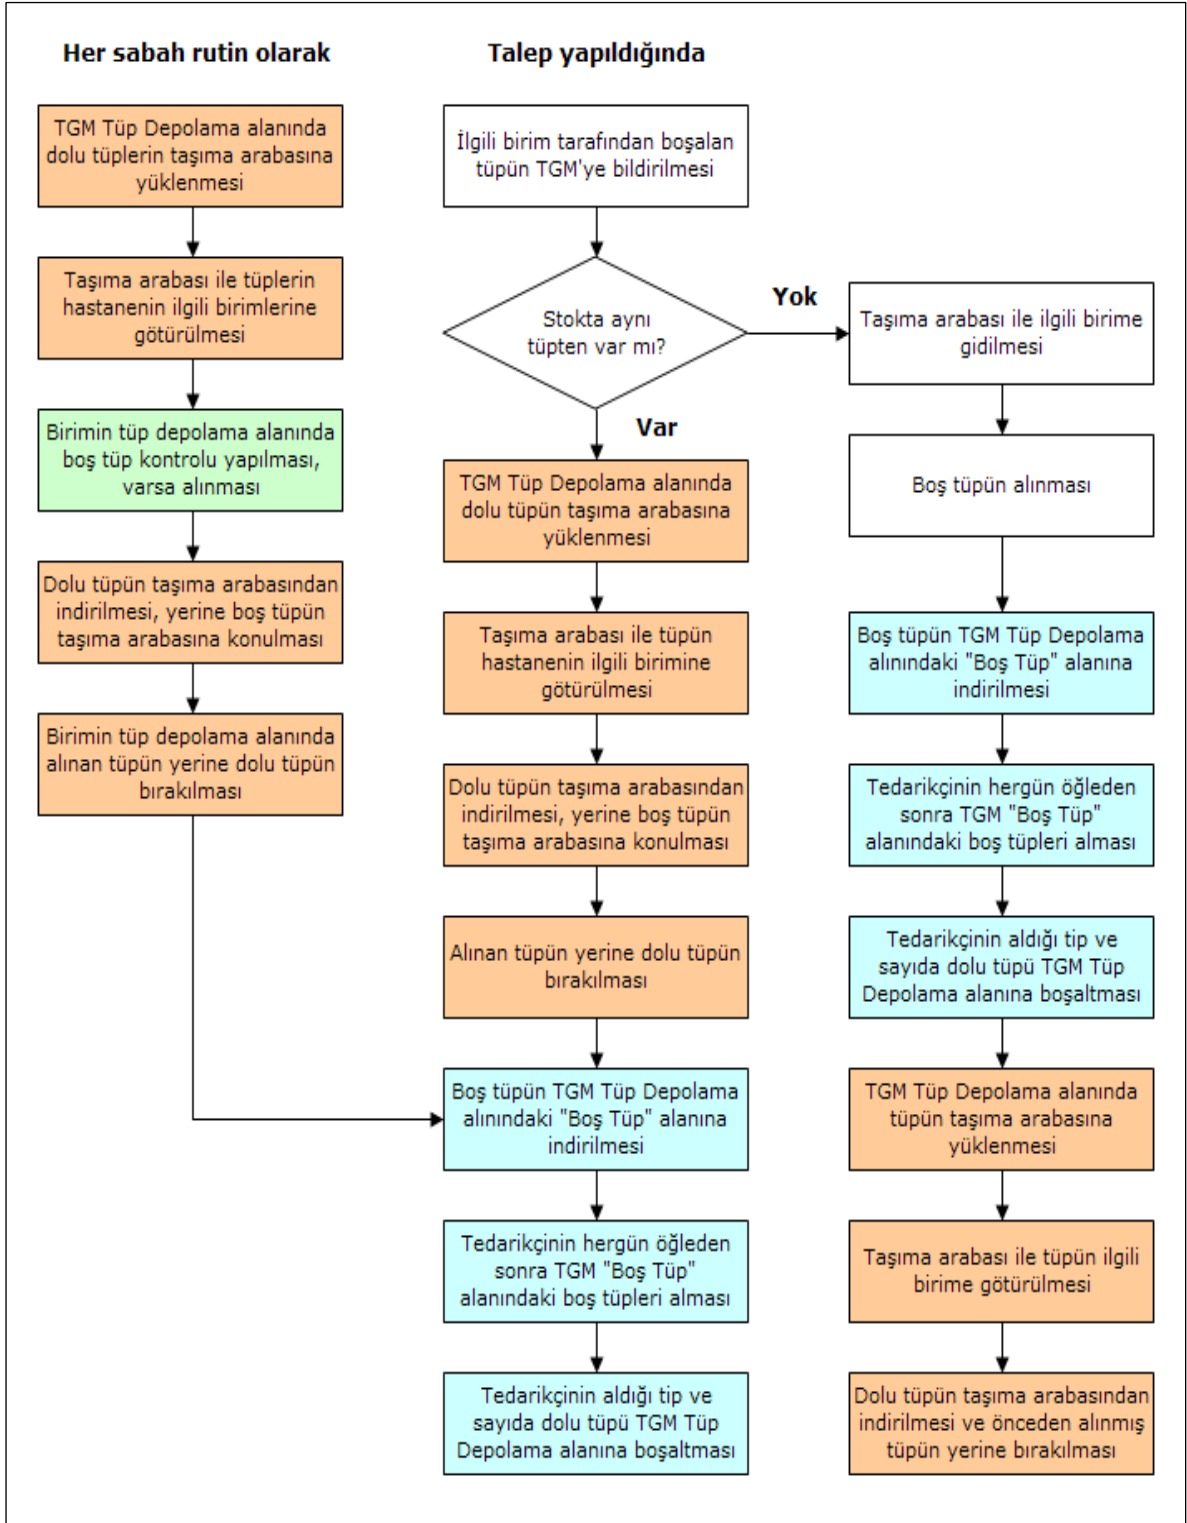 Her sabah rutin olarak
TGM Tüp Depolama alanında
dolu tüplerin taşıma arabasına
yüklenmesi
Taşıma arabası ile tüplerin
hastanenin ilgili birimlerine
götürülmesi
Birimin tüp depolama alanında
boş tüp kontrolu yapılması,
varsa alınması
Dolu tüpün taşıma arabasından
indirilmesi, yerine boş tüpün
taşıma arabasına konulması
Birimin tüp depolama alanında
alınan tüpün yerine dolu tüpün
bırakılması
Talep yapıldığında
İlgili birim tarafından boşalan
tüpün TGM'ye bildirilmesi
Stokta aynı
tüpten var mı?
Var
TGM Tüp Depolama alanında
dolu tüpün taşıma arabasına
yüklenmesi
Taşıma arabası ile tüpün
hastanenin ilgili birimine
götürülmesi
Dolu tüpün taşıma arabasından
indirilmesi, yerine boş tüpün
taşıma arabasına konulması
Alınan tüpün yerine dolu tüpün
bırakılması
Boş tüpün TGM Tüp Depolama
alınındaki "Boş Tüp" alanına
indirilmesi
Tedarikçinin hergün öğleden
sonra TGM "Boş Tüp"
alanındaki boş tüpleri alması
Tedarikçinin aldığı tip ve
sayıda dolu tüpü TGM Tüp
Depolama alanına boşaltması
Yok
Taşıma arabası ile ilgili birime
gidilmesi
Boş tüpün alınması
Boş tüpün TGM Tüp Depolama
alınındaki "Boş Tüp" alanına
indirilmesi
Tedarikçinin hergün öğleden
sonra TGM "Boş Tüp"
alanındaki boş tüpleri alması
Tedarikçinin aldığı tip ve
sayıda dolu tüpü TGM Tüp
Depolama alanına boşaltması
TGM Tüp Depolama alanında
tüpün taşıma arabasına
yüklenmesi
Taşıma arabası ile tüpün ilgili
birime götürülmesi
Dolu tüpün taşıma arabasından
indirilmesi ve önceden alınmış
tüpün yerine bırakılması